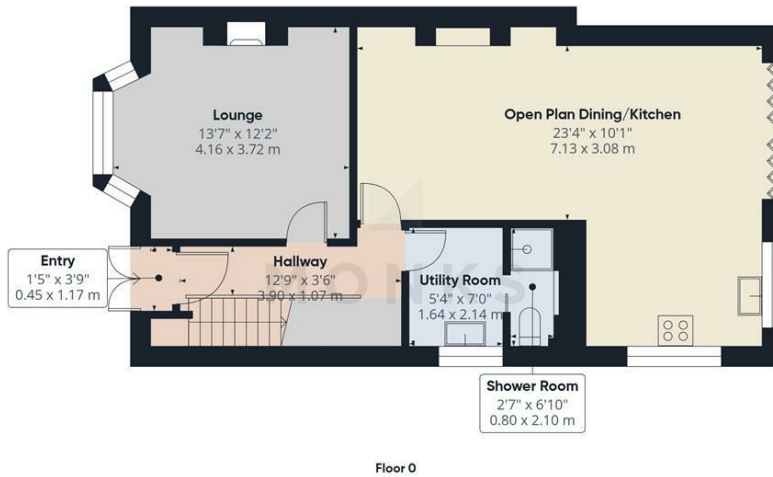 Lounge
13'7" x 12'2"
4.16 x 3.72 m
Open Plan Dining/Kitchen
23'4" x 10'1"
7.13 x 3.08 m
Entry
1'5" x 3'9"
0.45 x 1.17 m
Hallway
12'9" x 3'6"
3.90 x 1.07 m
MONKS
Utility Room
5'4" x 7'0"
1.64 x 2.14 m
Shower Room
2'7" x 6'10"
0.80 x 2.10 m
Floor 0